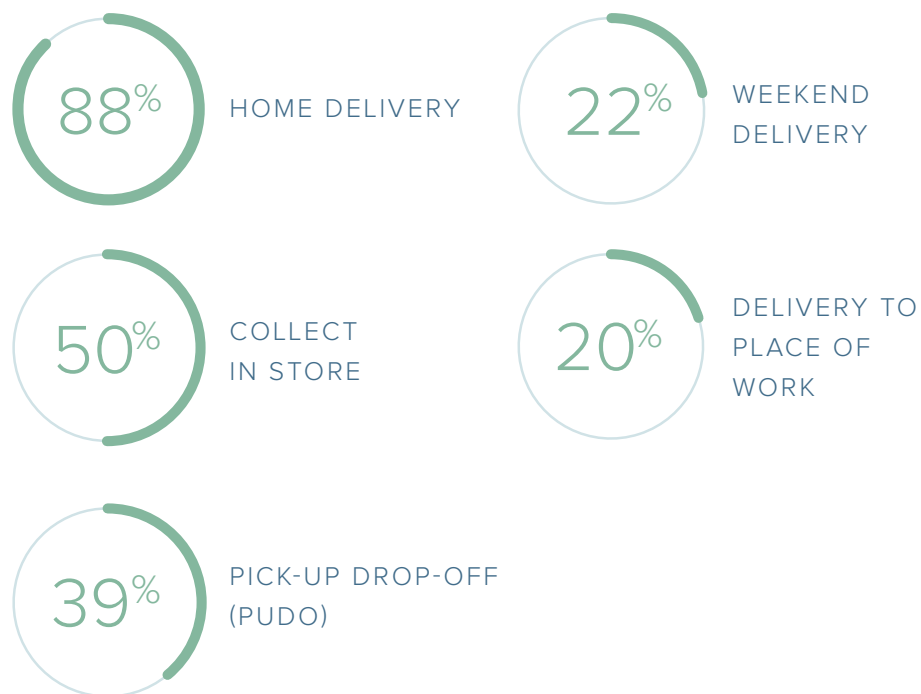 88%
HOME DELIVERY
22%
WEEKEND
DELIVERY
50%
COLLECT
IN STORE
20%
DELIVERY TO
PLACE OF
WORK
39%
PICK-UP DROP-OFF
(PUDO)